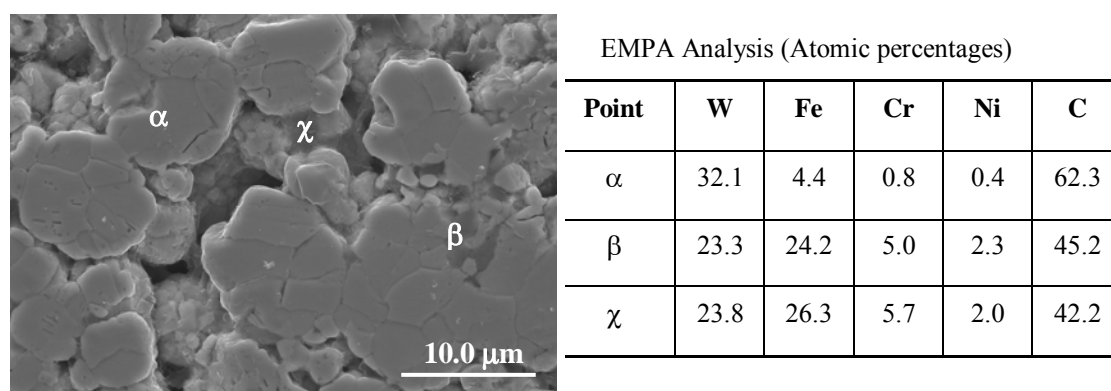 α
χ
β
10.0 μm
EMPA Analysis (Atomic percentages)
Point W Fe Cr Ni C
α 32.1 4.4 0.8 0.4 62.3
β 23.3 24.2 5.0 2.3 45.2
χ 23.8 26.3 5.7 2.0 42.2